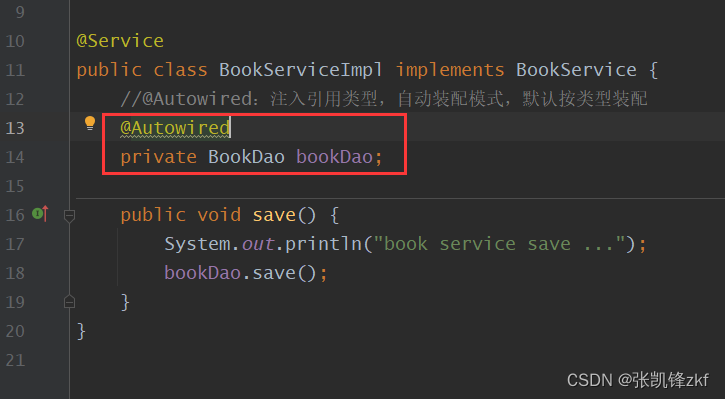 9
10 @Service
11 public class BookServiceImpl implements BookService {
12 //@Autowired：注入引用类型，自动装配模式，默认按类型装配
13 @Autowired
14 private BookDao bookDao;
15
16 public void save() {
17 System.out.println("book service save ...");
18 bookDao.save();
19 }
20 }
21
CSDN @张凯锋zkf